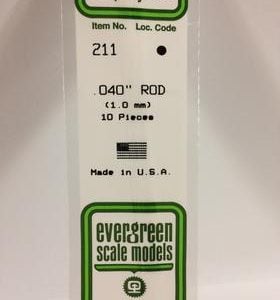 Item No. Loc. Code
211
.040" ROD
(1.0 mm)
10 Pieces
Made in U.S.A.
evergreen
scale models